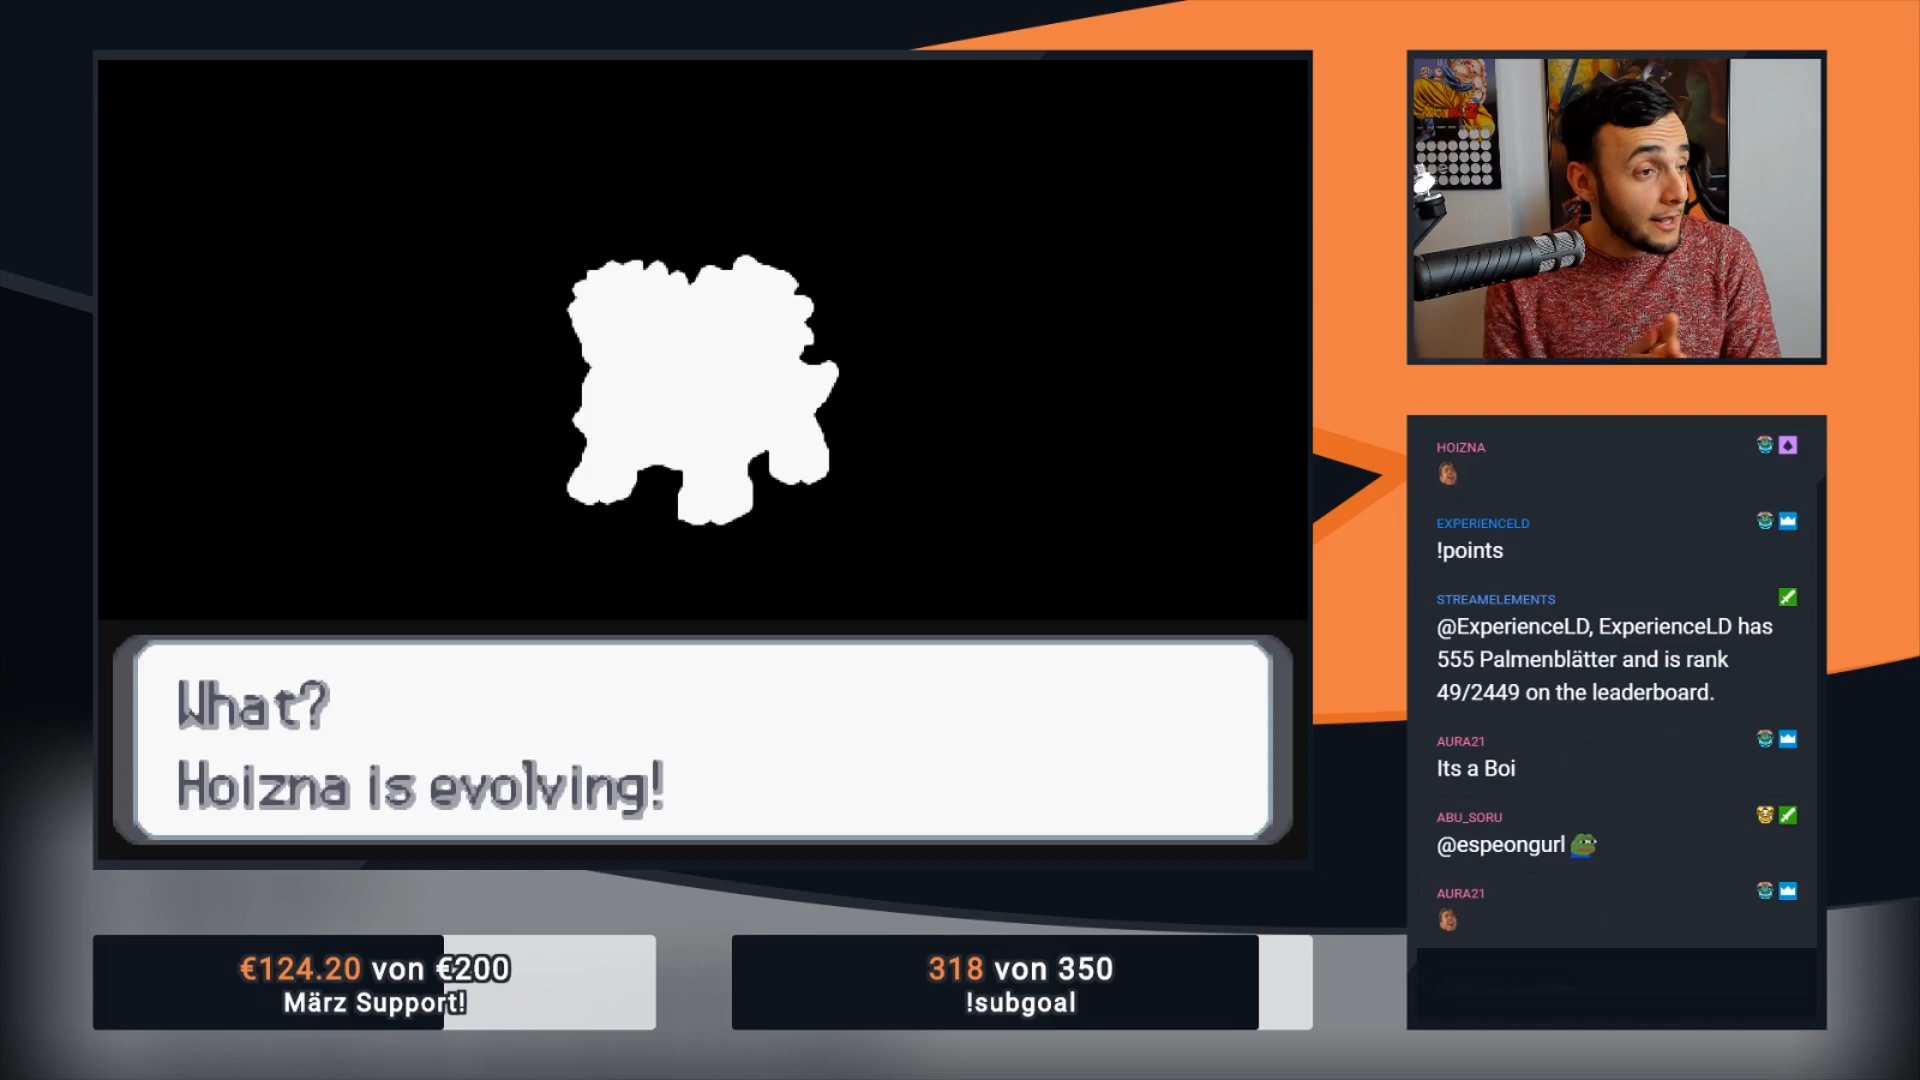 What?
Hoizna is evolving!
HOIZNA
EXPERIENCELD
!points
STREAMELEMENTS
@ExperienceLD, ExperienceLD has
555 Palmenblätter and is rank
49/2449 on the leaderboard.
AURA21
Its a Boi
ABU_SORU
@espeongurl
AURA21
€124.20 von €200
März Support!
318 von 350
!subgoal